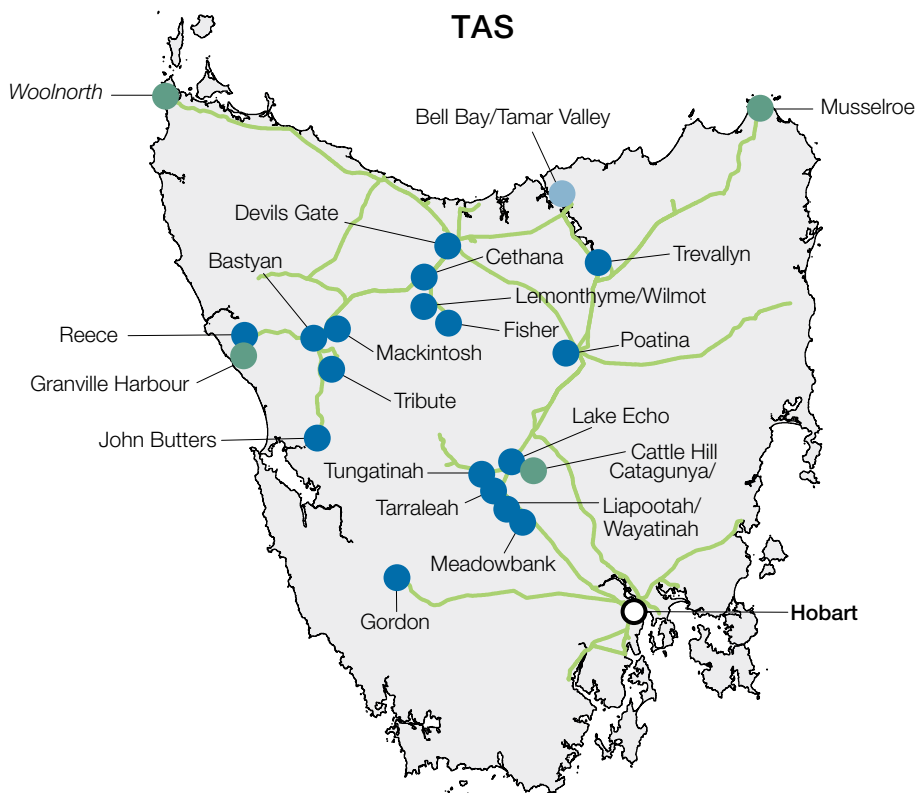 TAS
Woolnorth
Musselroe
Bell Bay/Tamar Valley
Devils Gate
Bastyan
Cethana
Trevallyn
Lemonthyme/Wilmot
Reece
Fisher
Mackintosh
Poatina
Granville Harbour
Tribute
John Butters
Lake Echo
Tungatinah
Cattle Hill
Catagunya/
Tarraleah
Liapootah/
Wayatinah
Meadowbank
Gordon
Hobart